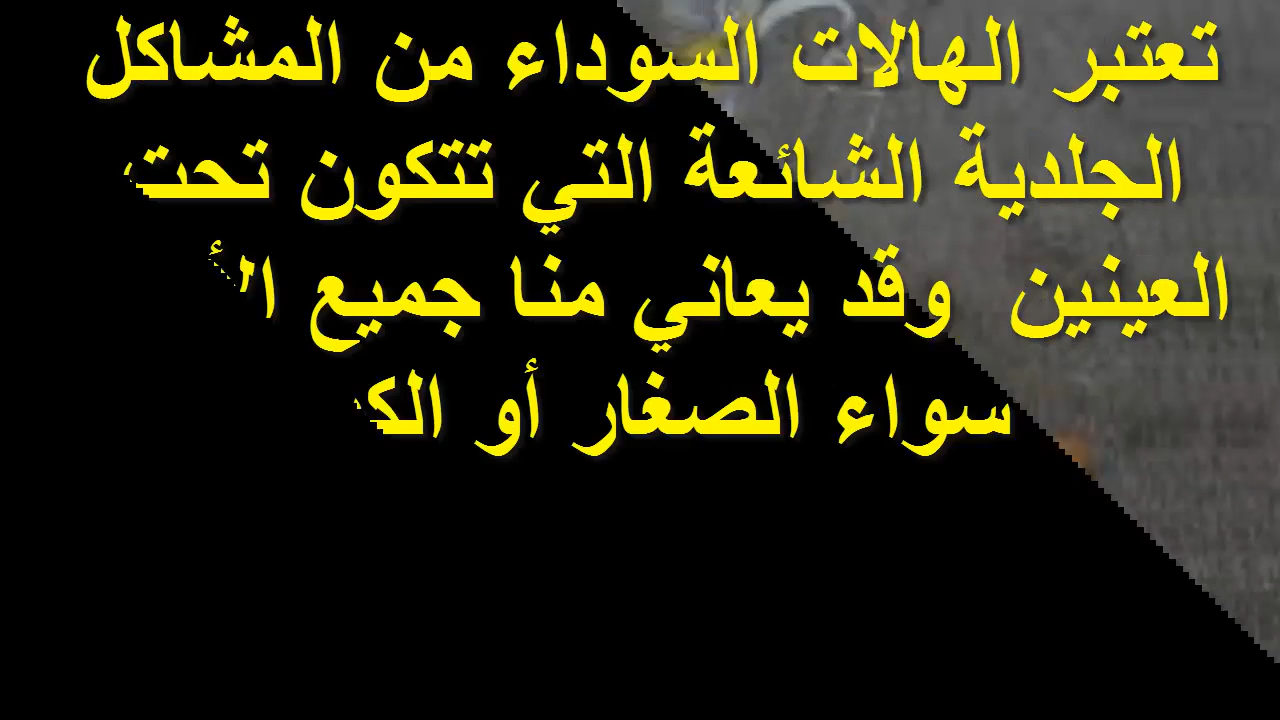 تعتبر الهالات السوداء من المشاكل
الجلدية الشائعة التي تتكون تحت
العينين وقد يعاني منا جميع
سواء الصغار أو